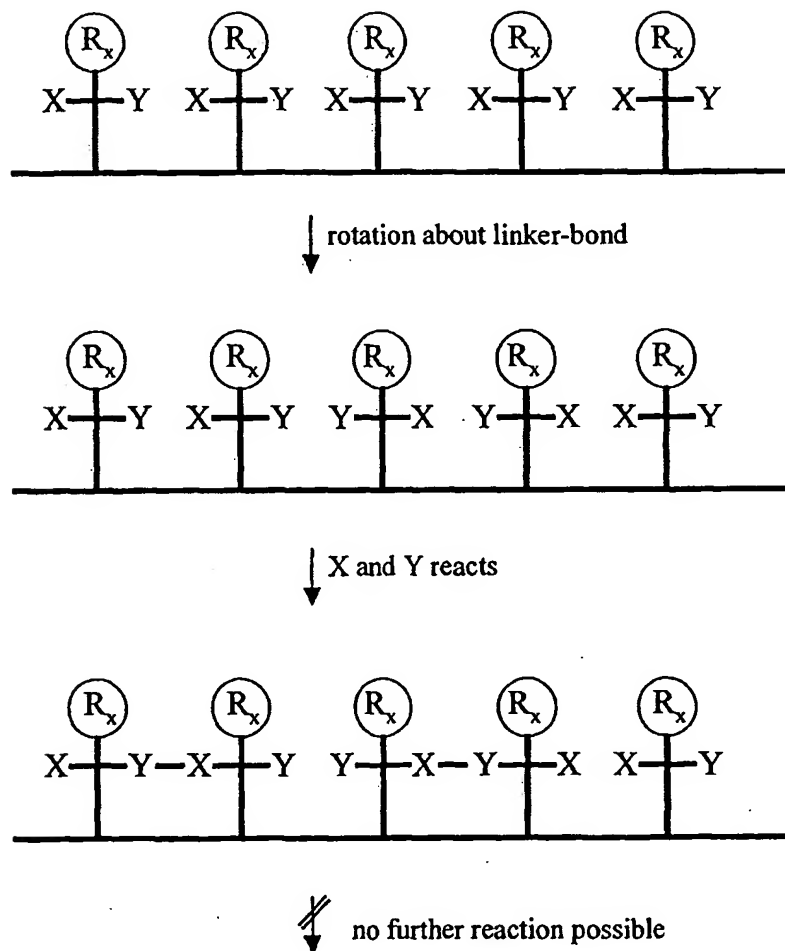 Rx Rx Rx Rx Rx
X Y X Y X Y X Y X Y
rotation about linker-bond
Rx Rx Rx Rx Rx
X Y X Y Y X Y X X Y
X and Y reacts
Rx Rx Rx Rx Rx
X Y X Y Y X Y X X Y
no further reaction possible